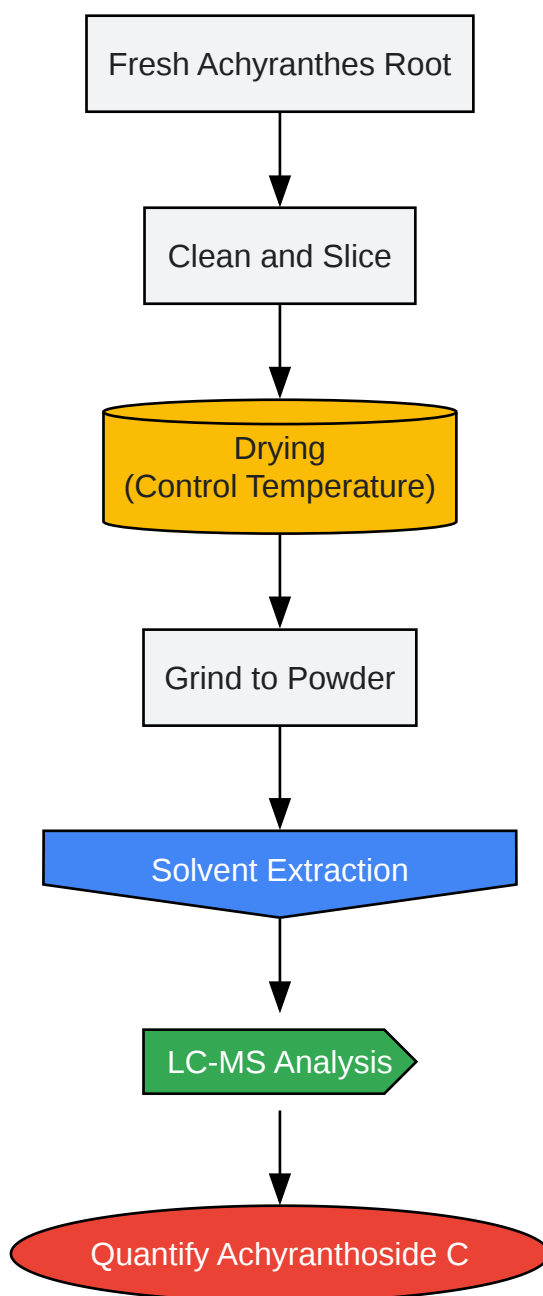 Fresh Achyranthes Root
Clean and Slice
Drying
(Control Temperature)
Grind to Powder
Solvent Extraction
LC-MS Analysis
Quantify Achyranthoside C